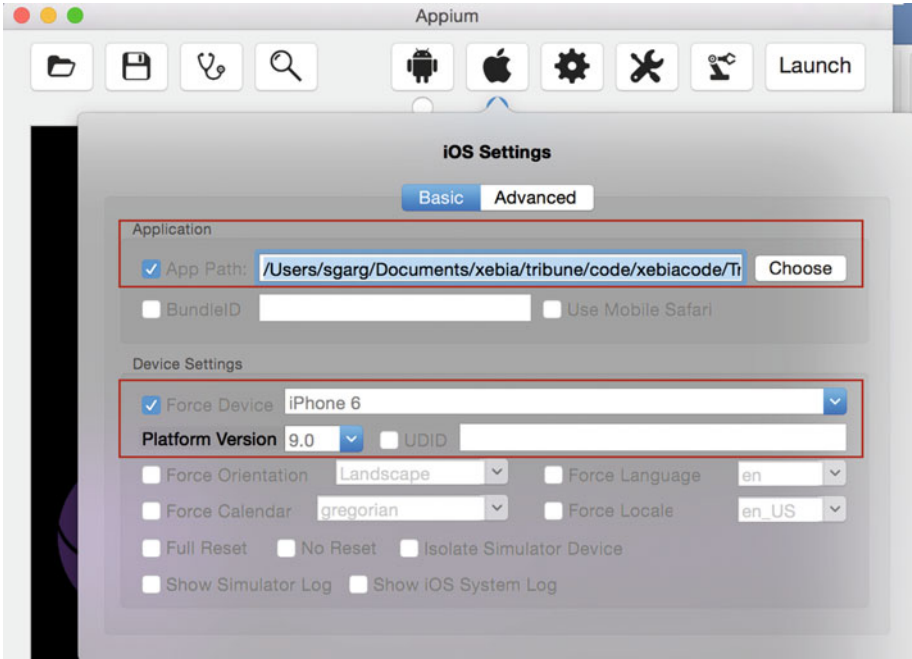 Appium
Launch
iOS Settings
Basic Advanced
Application
App Path: /Users/sgarg/Documents/xebia/tribune/code/xebiacode/Tr Choose
BundleID Use Mobile Safari
Device Settings
Force Device iPhone 6
Platform Version 9.0 UDID
Force Orientation Landscape Force Language en
Force Calendar gregorian Force Locale en_US
Full Reset No Reset Isolate Simulator Device
Show Simulator Log Show iOS System Log